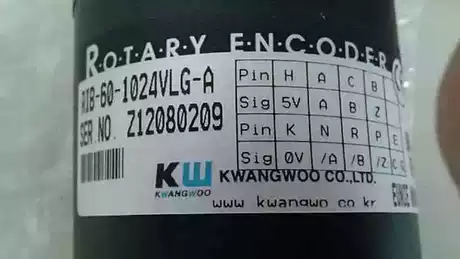 ROTARY ENCODER
RIB-60-1024VLG-A
SER NO. Z12080209
Pin H A C B
Sig 5V A B Z
Pin K N R P E
Sig 0V /A /B /Z C
KW
KWANGWOO
KWANGWOO CO.,LTD.
www.kwangwo.co.kr